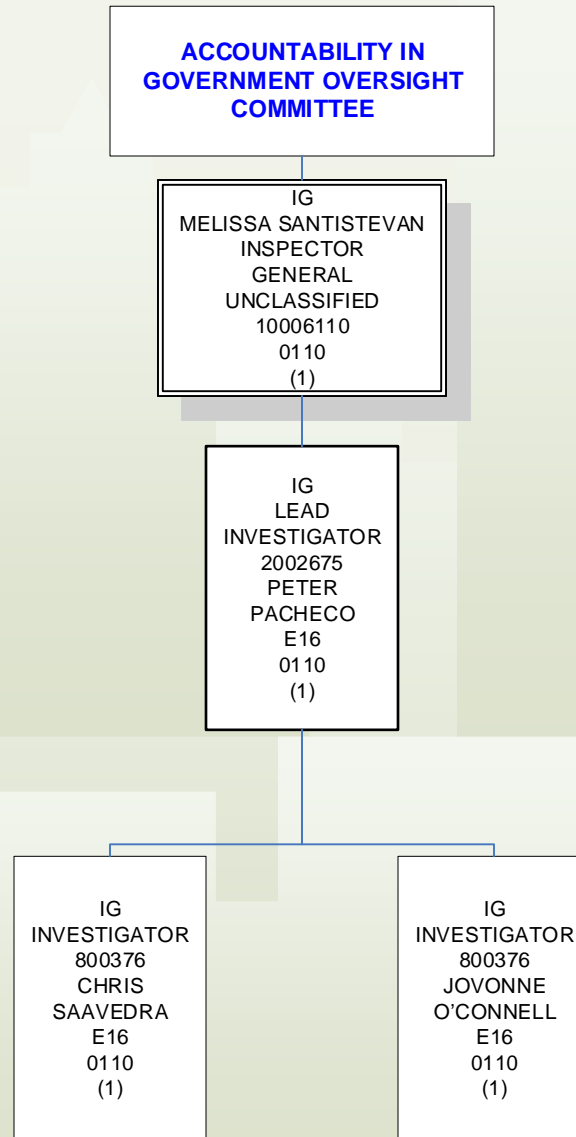 ACCOUNTABILITY IN
GOVERNMENT OVERSIGHT
COMMITTEE
IG
MELISSA SANTISTEVAN
INSPECTOR
GENERAL
UNCLASSIFIED
10006110
0110
(1)
IG
LEAD
INVESTIGATOR
2002675
PETER
PACHECO
E16
0110
(1)
IG
INVESTIGATOR
800376
CHRIS
SAAVEDRA
E16
0110
(1)
IG
INVESTIGATOR
800376
JOVONNE
O’CONNELL
E16
0110
(1)